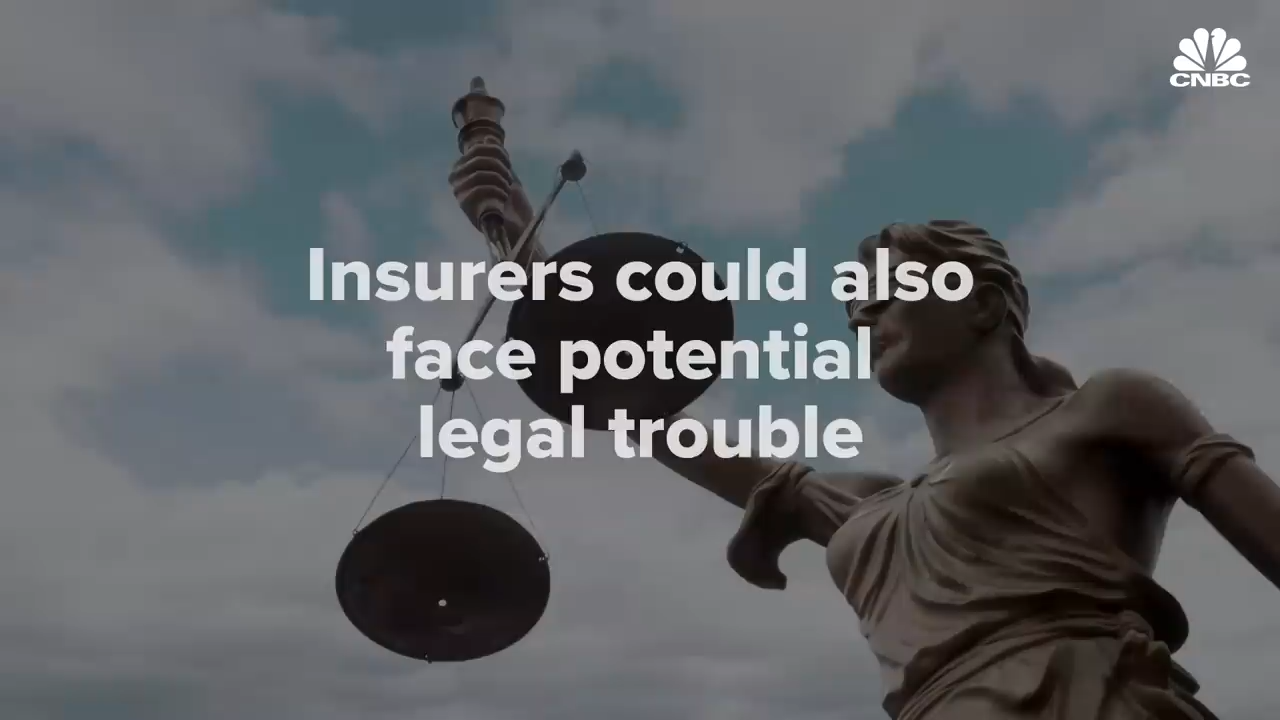 CNBC
Insurers could also
face potential
legal trouble